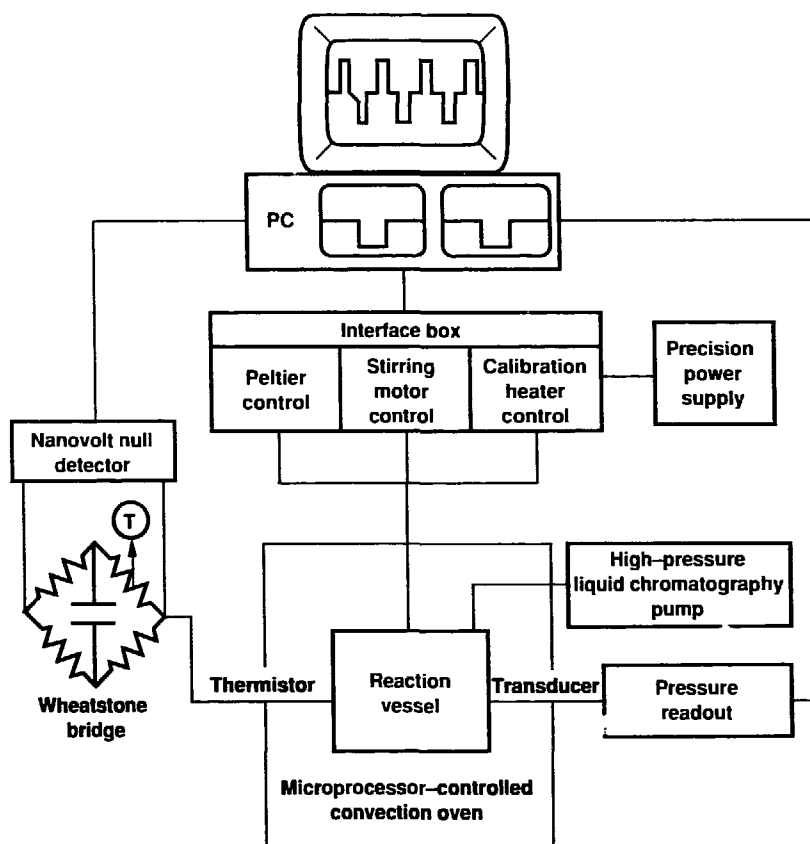 PC
Interface box
Peltier
control
Stirring
motor
control
Calibration
heater
control
Precision
power
supply
Nanovolt null
detector
T
Wheatstone
bridge
High–pressure
liquid chromatography
pump
Thermistor
Reaction
vessel
Transducer
Pressure
readout
Microprocessor–controlled
convection oven